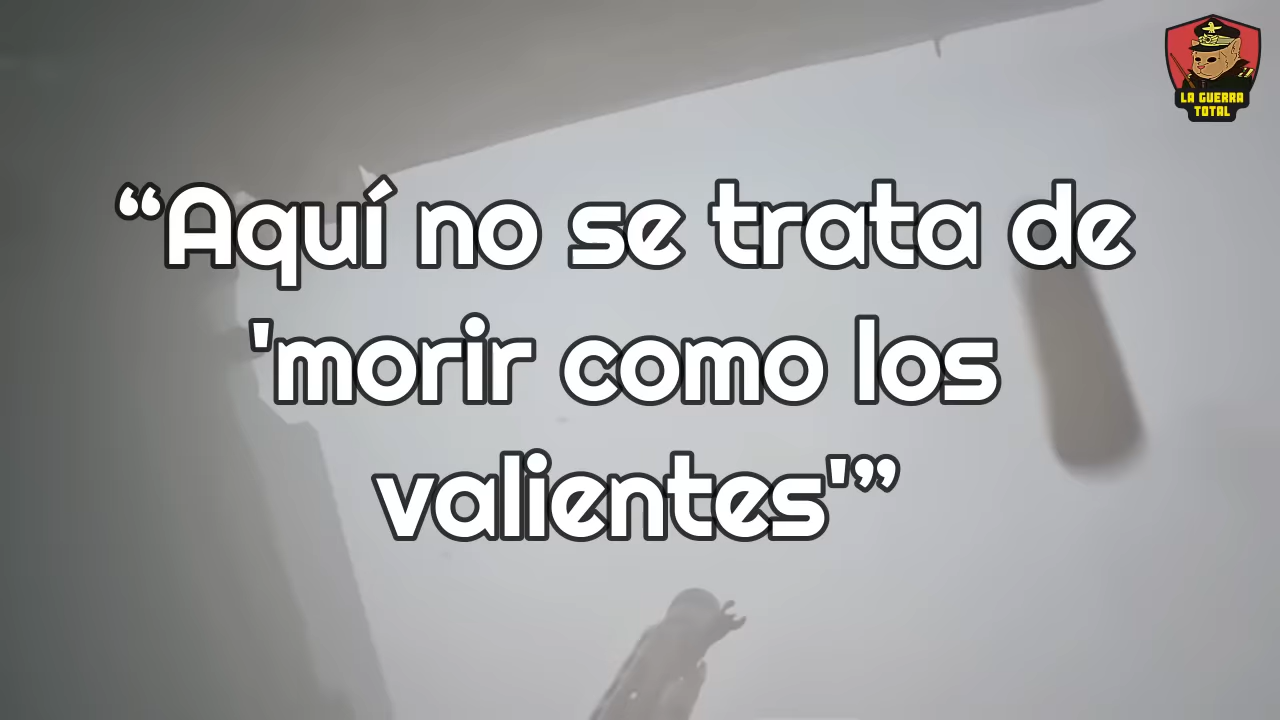 LA GUERRA
TOTAL
“Aquí no se trata de
'morir como los
valientes'”